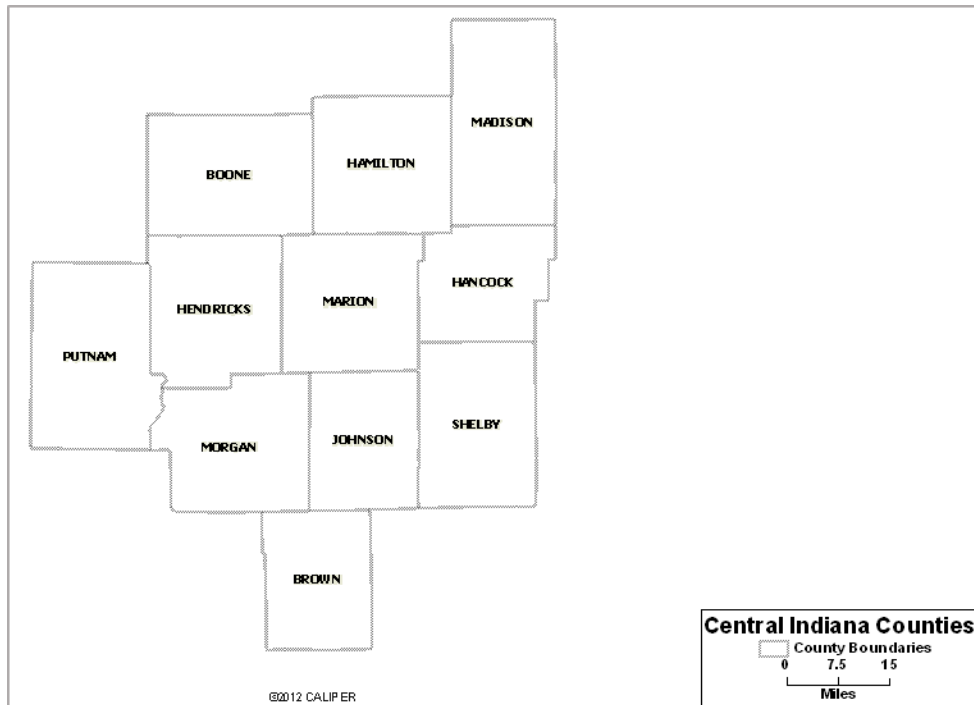 MADISON
HAMILTON
BOONE
HANCOCK
MARION
HENDRICKS
PUTNAM
SHELBY
JOHNSON
MORGAN
BROWN
Central Indiana Counties
County Boundaries
0 7.5 15
Miles
©2012 CALIPER